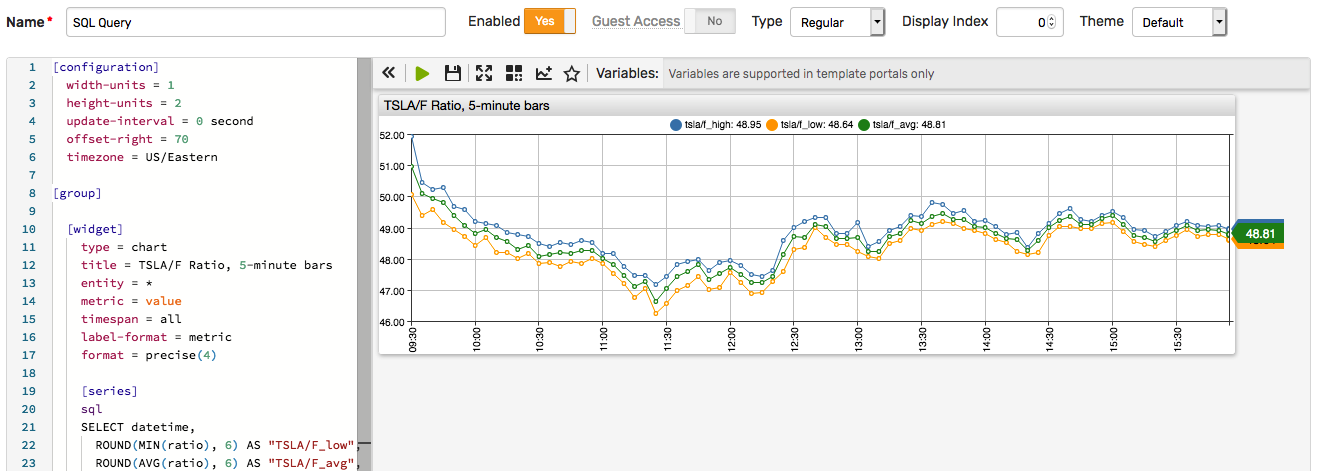 Name * SQL Query Enabled Yes Guest Access No Type Regular Display Index 0 Theme Default
1 [configuration]
2 width-units = 1
3 height-units = 2
4 update-interval = 0 second
5 offset-right = 70
6 timezone = US/Eastern
7
8 [group]
9
10 [widget]
11 type = chart
12 title = TSLA/F Ratio, 5-minute bars
13 entity = *
14 metric = value
15 timespan = all
16 label-format = metric
17 format = precise(4)
18
19 [series]
20 sql
21 SELECT datetime,
22 ROUND(MIN(ratio), 6) AS "TSLA/F_low",
23 ROUND(AVG(ratio), 6) AS "TSLA/F_avg",
Variables: Variables are supported in template portals only
TSLA/F Ratio, 5-minute bars
tsla/f_high: 48.95 tsla/f_low: 48.64 tsla/f_avg: 48.81
52.00
51.00
50.00
49.00
48.00
47.00
46.00
48.81
09:30 10:00 10:30 11:00 11:30 12:00 12:30 13:00 13:30 14:00 14:30 15:00 15:30